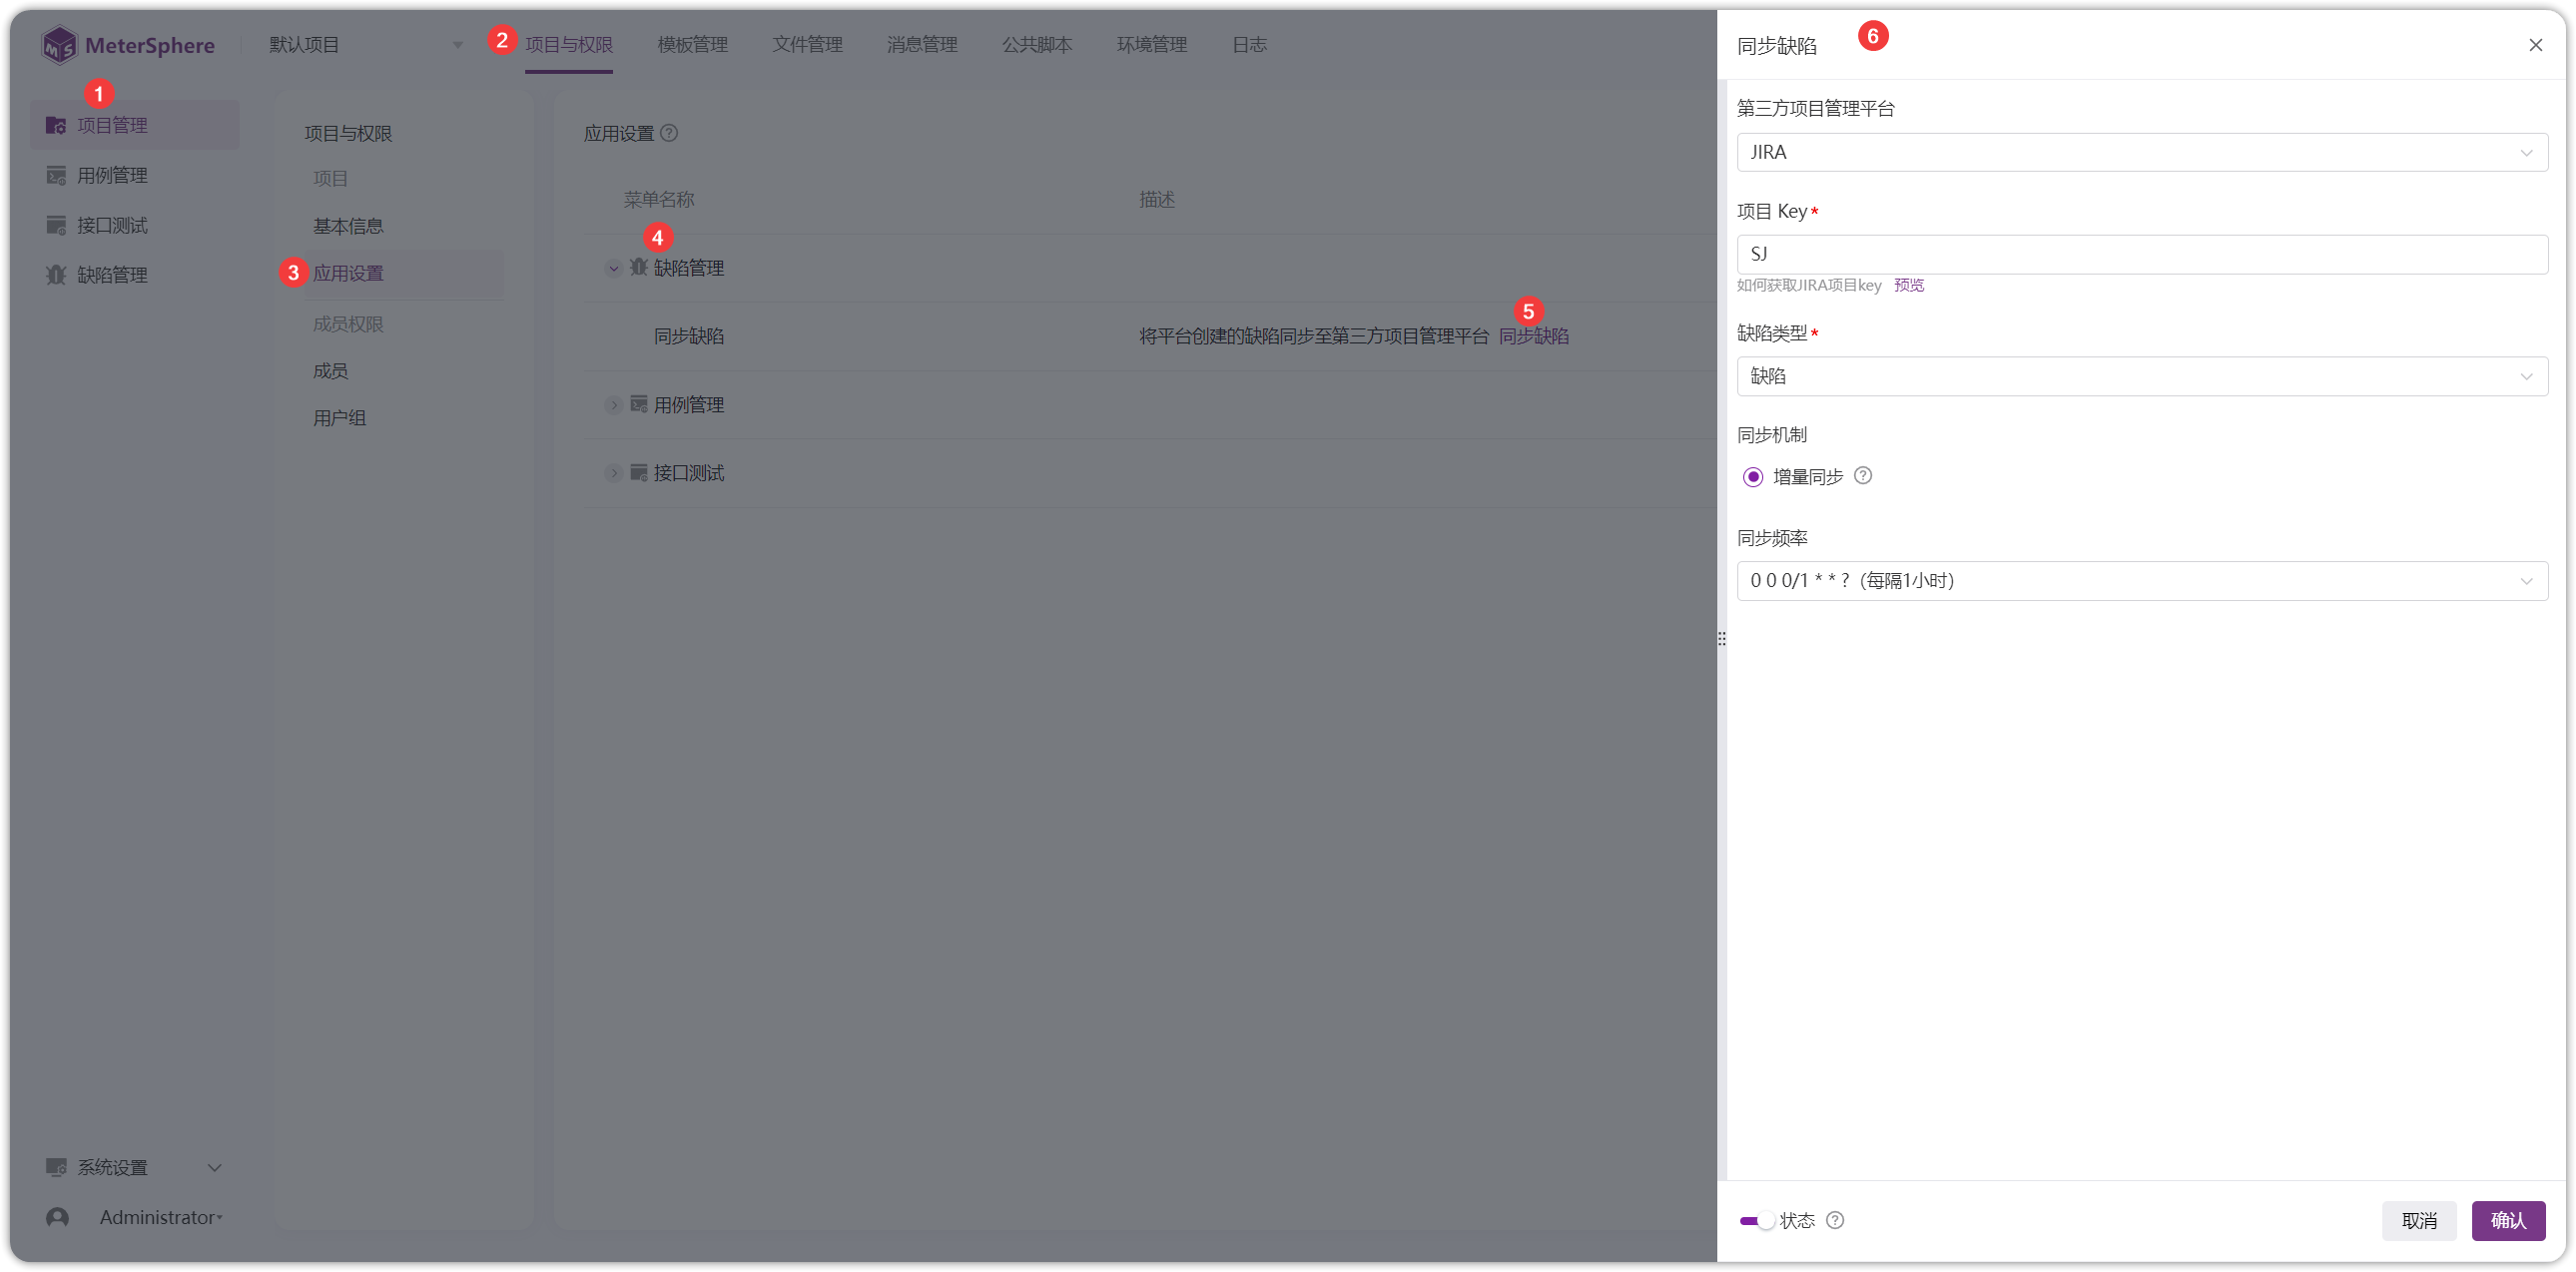 MeterSphere
默认项目
2
项目与权限
模板管理
文件管理
消息管理
公共脚本
环境管理
日志
1
项目管理
用例管理
接口测试
缺陷管理
系统设置
Administrator
项目与权限
项目
基本信息
3
应用设置
成员权限
成员
用户组
应用设置
菜单名称
描述
4
缺陷管理
5
同步缺陷
将平台创建的缺陷同步至第三方项目管理平台 同步缺陷
用例管理
接口测试
同步缺陷
6
第三方项目管理平台
JIRA
项目 Key*
SJ
如何获取JIRA项目key 预览
缺陷类型*
缺陷
同步机制
增量同步
同步频率
0 0 0/1 * * ?（每隔1小时）
状态
取消
确认